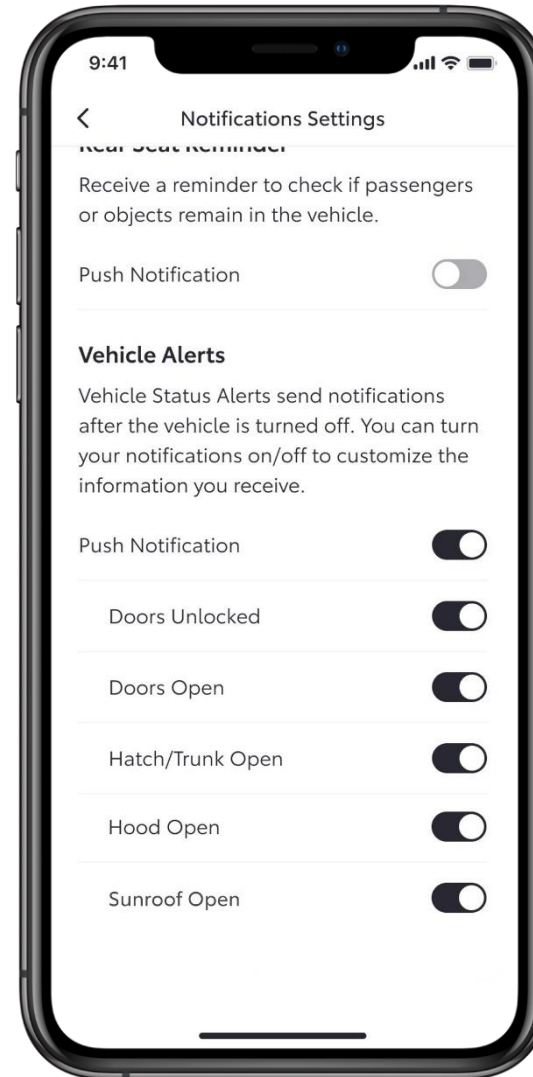 9:41
Notifications Settings
Rear Seat Reminder
Receive a reminder to check if passengers
or objects remain in the vehicle.
Push Notification
Vehicle Alerts
Vehicle Status Alerts send notifications
after the vehicle is turned off. You can turn
your notifications on/off to customize the
information you receive.
Push Notification
Doors Unlocked
Doors Open
Hatch/Trunk Open
Hood Open
Sunroof Open